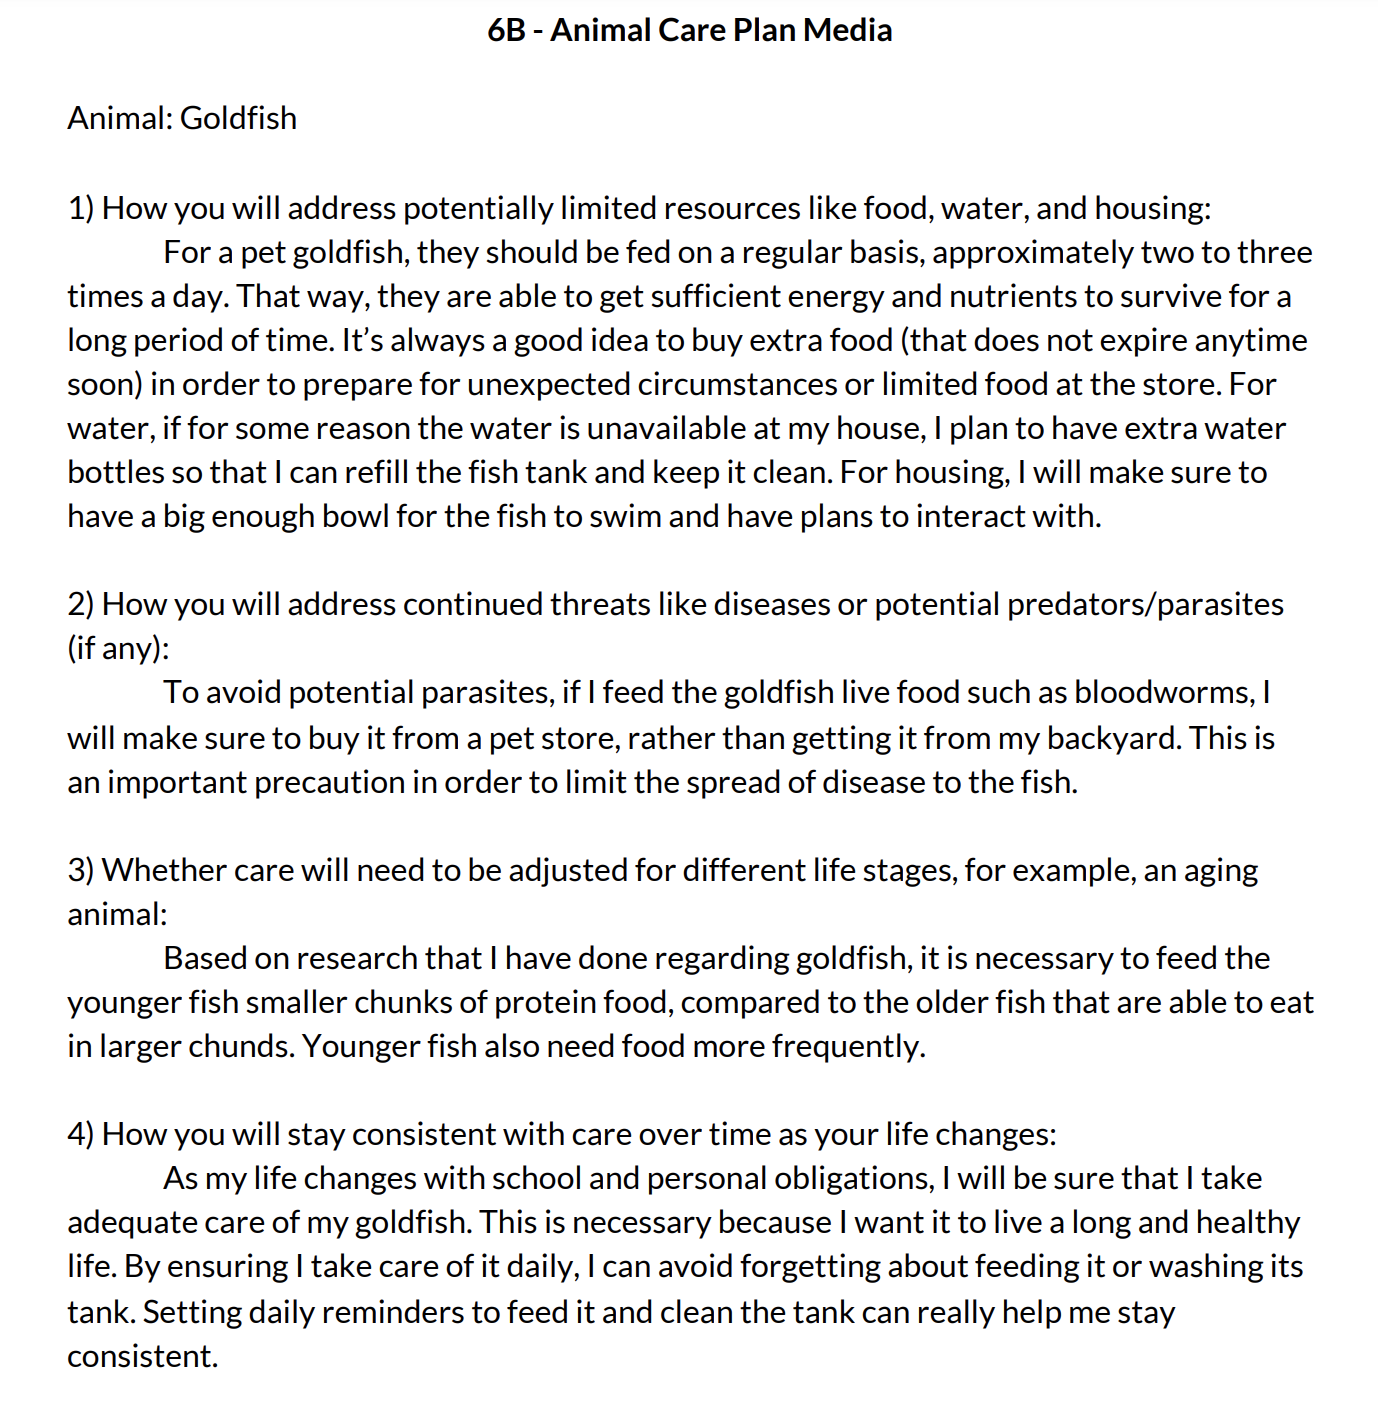 6B - Animal Care Plan Media
Animal: Goldfish
1) How you will address potentially limited resources like food, water, and housing:
For a pet goldfish, they should be fed on a regular basis, approximately two to three
times a day. That way, they are able to get sufficient energy and nutrients to survive for a
long period of time. It’s always a good idea to buy extra food (that does not expire anytime
soon) in order to prepare for unexpected circumstances or limited food at the store. For
water, if for some reason the water is unavailable at my house, I plan to have extra water
bottles so that I can refill the fish tank and keep it clean. For housing, I will make sure to
have a big enough bowl for the fish to swim and have plans to interact with.
2) How you will address continued threats like diseases or potential predators/parasites
(if any):
To avoid potential parasites, if I feed the goldfish live food such as bloodworms, I
will make sure to buy it from a pet store, rather than getting it from my backyard. This is
an important precaution in order to limit the spread of disease to the fish.
3) Whether care will need to be adjusted for different life stages, for example, an aging
animal:
Based on research that I have done regarding goldfish, it is necessary to feed the
younger fish smaller chunks of protein food, compared to the older fish that are able to eat
in larger chunds. Younger fish also need food more frequently.
4) How you will stay consistent with care over time as your life changes:
As my life changes with school and personal obligations, I will be sure that I take
adequate care of my goldfish. This is necessary because I want it to live a long and healthy
life. By ensuring I take care of it daily, I can avoid forgetting about feeding it or washing its
tank. Setting daily reminders to feed it and clean the tank can really help me stay
consistent.